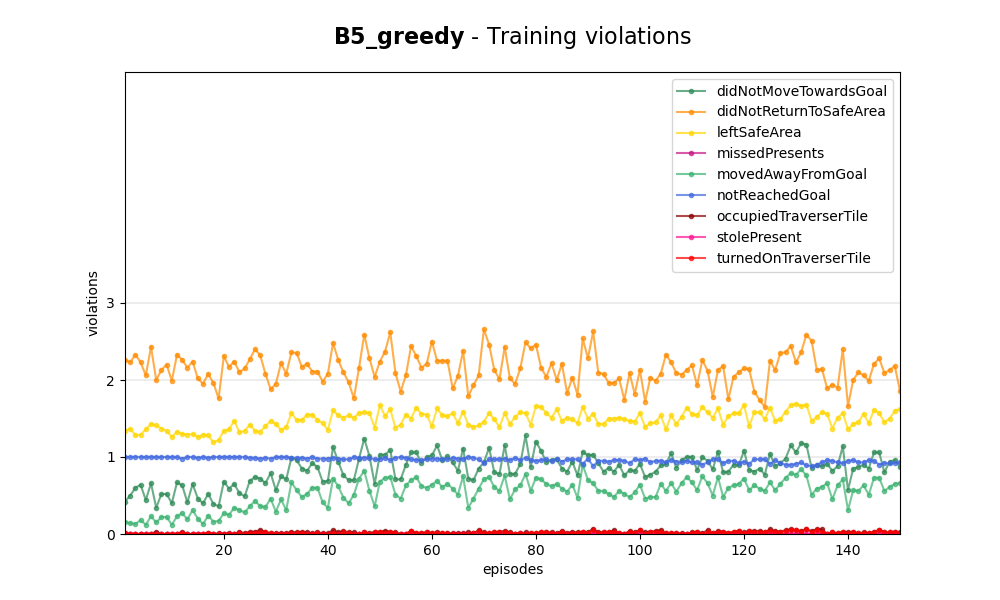 B5_greedy - Training violations
didNotMoveTowardsGoal
didNotReturnToSafeArea
leftSafeArea
missedPresents
movedAwayFromGoal
notReachedGoal
occupiedTraverserTile
stolePresent
turnedOnTraverserTile
violations
3
2
1
0
20 40 60 80 100 120 140
episodes